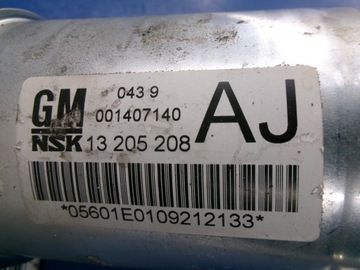 GM 043 9
001407140 AJ
NSK 13 205 208
*05601E0109212133*